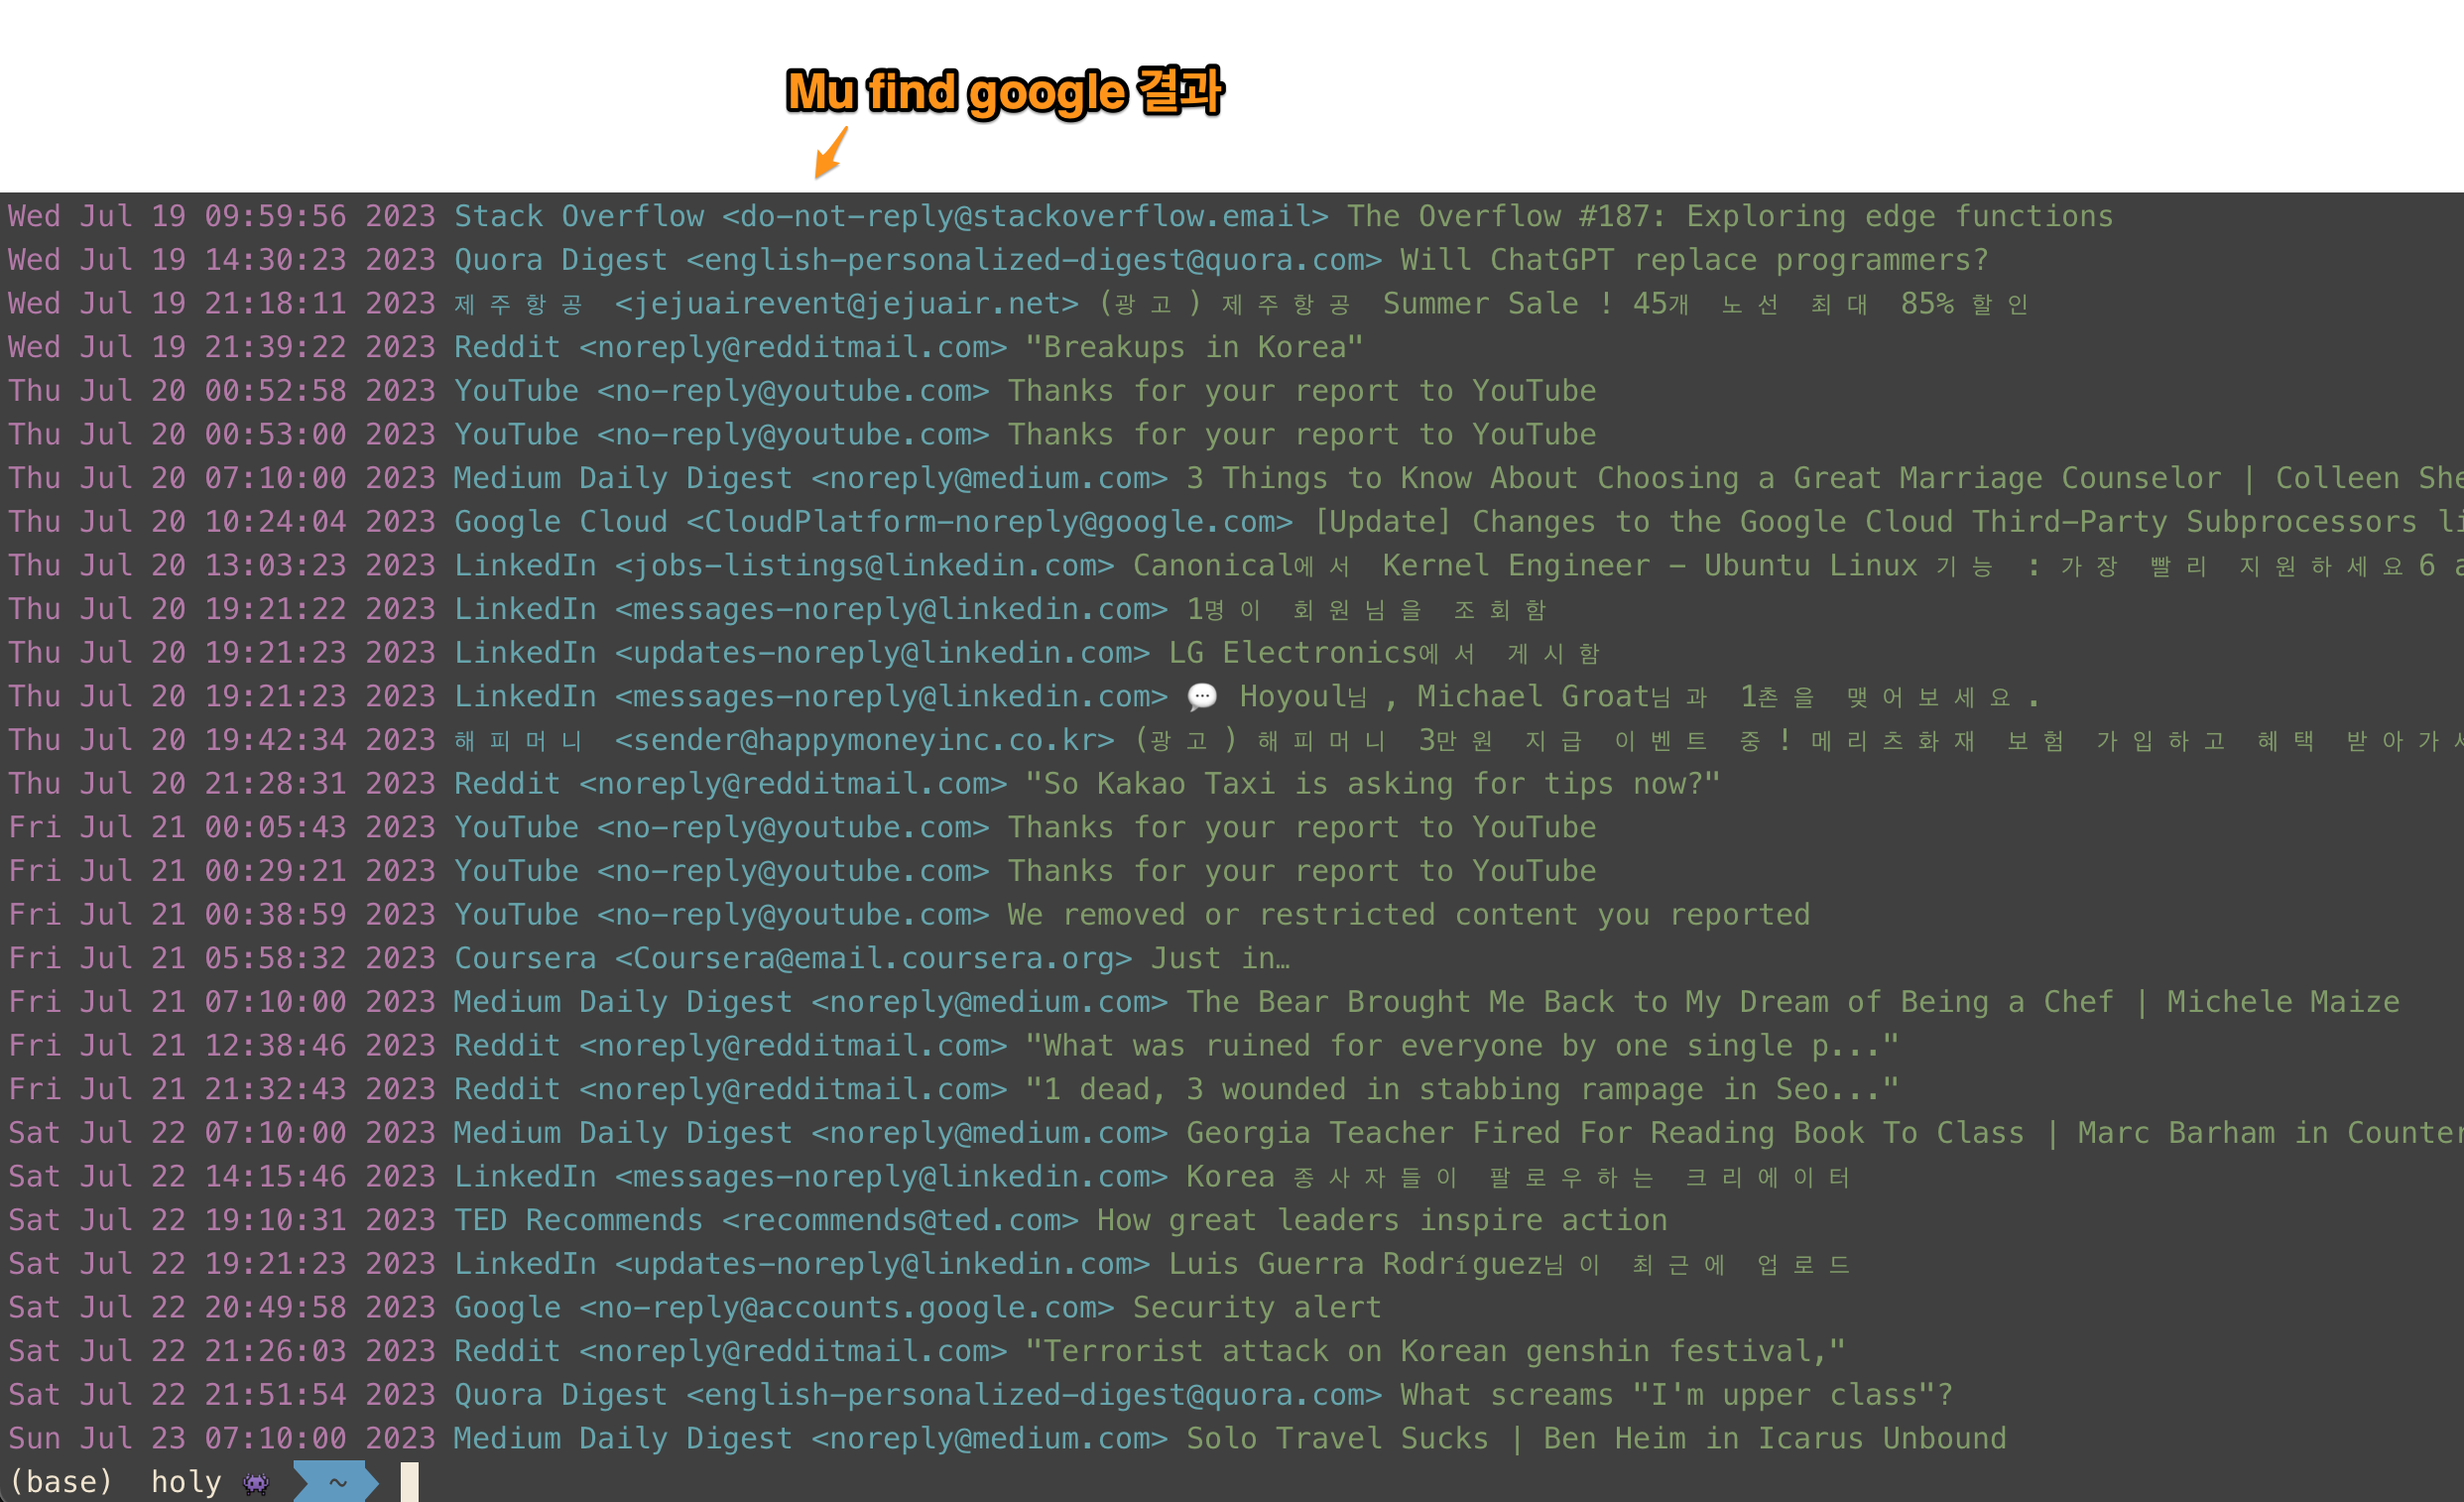 Mu find google 결과
Wed Jul 19 09:59:56 2023 Stack Overflow <do-not-reply@stackoverflow.email> The Overflow #187: Exploring edge functions
Wed Jul 19 14:30:23 2023 Quora Digest <english-personalized-digest@quora.com> Will ChatGPT replace programmers?
Wed Jul 19 21:18:11 2023 제주항공 <jejuairevent@jejuair.net> (광고)제주항공 Summer Sale ! 45개 노선 최대 85%할인
Wed Jul 19 21:39:22 2023 Reddit <noreply@redditmail.com> "Breakups in Korea"
Thu Jul 20 00:52:58 2023 YouTube <no-reply@youtube.com> Thanks for your report to YouTube
Thu Jul 20 00:53:00 2023 YouTube <no-reply@youtube.com> Thanks for your report to YouTube
Thu Jul 20 07:10:00 2023 Medium Daily Digest <noreply@medium.com> 3 Things to Know About Choosing a Great Marriage Counselor | Colleen She
Thu Jul 20 10:24:04 2023 Google Cloud <CloudPlatform-noreply@google.com> [Update] Changes to the Google Cloud Third-Party Subprocessors li
Thu Jul 20 13:03:23 2023 LinkedIn <jobs-listings@linkedin.com> Canonical에서 Kernel Engineer – Ubuntu Linux 기능 : 가장 빨리 지원하세요6 a
Thu Jul 20 19:21:22 2023 LinkedIn <messages-noreply@linkedin.com> 1명이 회원님을 조회함
Thu Jul 20 19:21:23 2023 LinkedIn <updates-noreply@linkedin.com> LG Electronics에서 게시함
Thu Jul 20 19:21:23 2023 LinkedIn <messages-noreply@linkedin.com> 💬 Hoyoul님, Michael Groat님과 1촌을 맺어보세요.
Thu Jul 20 19:42:34 2023 해피머니 <sender@happymoneyinc.co.kr> (광고)해피머니 3만원 지급 이벤트 중!메리츠화재 보험 가입하고 혜택 받아가
Thu Jul 20 21:28:31 2023 Reddit <noreply@redditmail.com> "So Kakao Taxi is asking for tips now?"
Fri Jul 21 00:05:43 2023 YouTube <no-reply@youtube.com> Thanks for your report to YouTube
Fri Jul 21 00:29:21 2023 YouTube <no-reply@youtube.com> Thanks for your report to YouTube
Fri Jul 21 00:38:59 2023 YouTube <no-reply@youtube.com> We removed or restricted content you reported
Fri Jul 21 05:58:32 2023 Coursera <Coursera@email.coursera.org> Just in…
Fri Jul 21 07:10:00 2023 Medium Daily Digest <noreply@medium.com> The Bear Brought Me Back to My Dream of Being a Chef | Michele Maize
Fri Jul 21 12:38:46 2023 Reddit <noreply@redditmail.com> "What was ruined for everyone by one single p..."
Fri Jul 21 21:32:43 2023 Reddit <noreply@redditmail.com> "1 dead, 3 wounded in stabbing rampage in Seo..."
Sat Jul 22 07:10:00 2023 Medium Daily Digest <noreply@medium.com> Georgia Teacher Fired For Reading Book To Class | Marc Barham in Counter
Sat Jul 22 14:15:46 2023 LinkedIn <messages-noreply@linkedin.com> Korea 종사자들이 팔로우하는 크리에이터
Sat Jul 22 19:10:31 2023 TED Recommends <recommends@ted.com> How great leaders inspire action
Sat Jul 22 19:21:23 2023 LinkedIn <updates-noreply@linkedin.com> Luis Guerra Rodríguez님이 최근에 업로드
Sat Jul 22 20:49:58 2023 Google <no-reply@accounts.google.com> Security alert
Sat Jul 22 21:26:03 2023 Reddit <noreply@redditmail.com> "Terrorist attack on Korean genshin festival,"
Sat Jul 22 21:51:54 2023 Quora Digest <english-personalized-digest@quora.com> What screams "I'm upper class"?
Sun Jul 23 07:10:00 2023 Medium Daily Digest <noreply@medium.com> Solo Travel Sucks | Ben Heim in Icarus Unbound
(base) holy 👾 ~